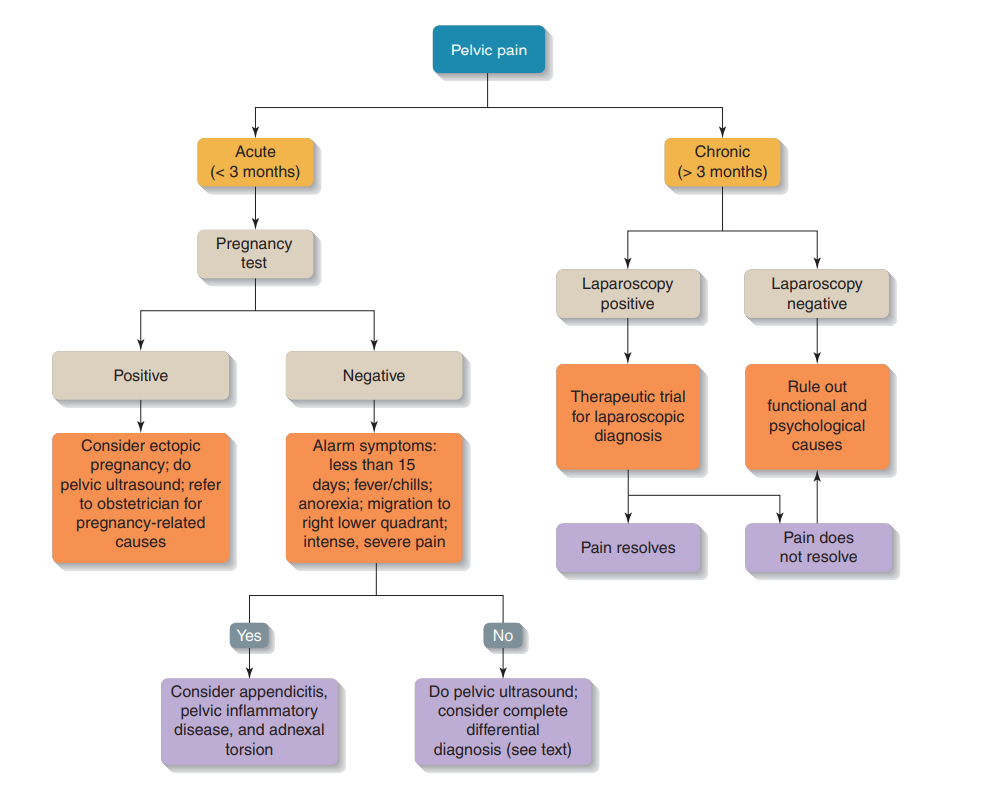 Pelvic pain
Acute
(< 3 months)
Chronic
(> 3 months)
Pregnancy
test
Laparoscopy
positive
Laparoscopy
negative
Positive
Negative
Therapeutic trial
for laparoscopic
diagnosis
Rule out
functional and
psychological
causes
Consider ectopic
pregnancy; do
pelvic ultrasound; refer
to obstetrician for
pregnancy-related
causes
Alarm symptoms:
less than 15
days; fever/chills;
anorexia; migration to
right lower quadrant;
intense, severe pain
Pain resolves
Pain does
not resolve
Yes
No
Consider appendicitis,
pelvic inflammatory
disease, and adnexal
torsion
Do pelvic ultrasound;
consider complete
differential
diagnosis (see text)